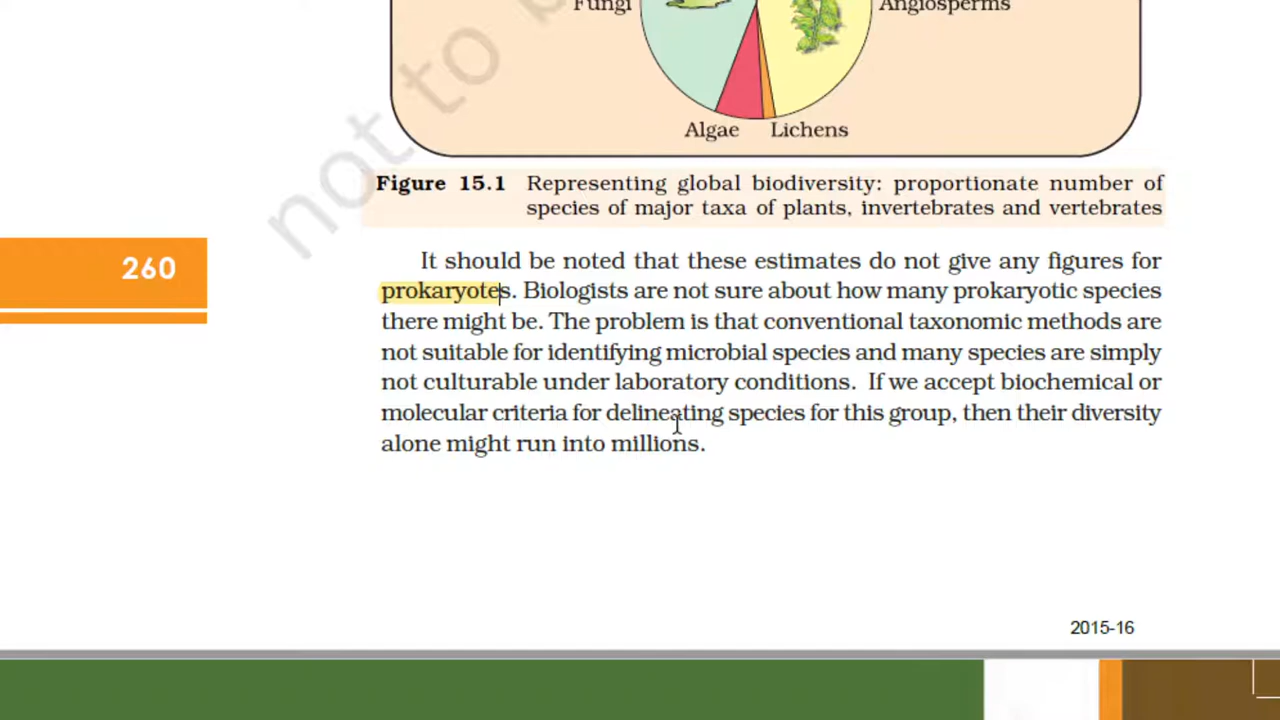 Fungi
Angiosperms
not to b
Algae
Lichens
Figure 15.1 Representing global biodiversity: proportionate number of
species of major taxa of plants, invertebrates and vertebrates
260
It should be noted that these estimates do not give any figures for
prokaryotes. Biologists are not sure about how many prokaryotic species
there might be. The problem is that conventional taxonomic methods are
not suitable for identifying microbial species and many species are simply
not culturable under laboratory conditions. If we accept biochemical or
molecular criteria for delineating species for this group, then their diversity
alone might run into millions.
2015-16